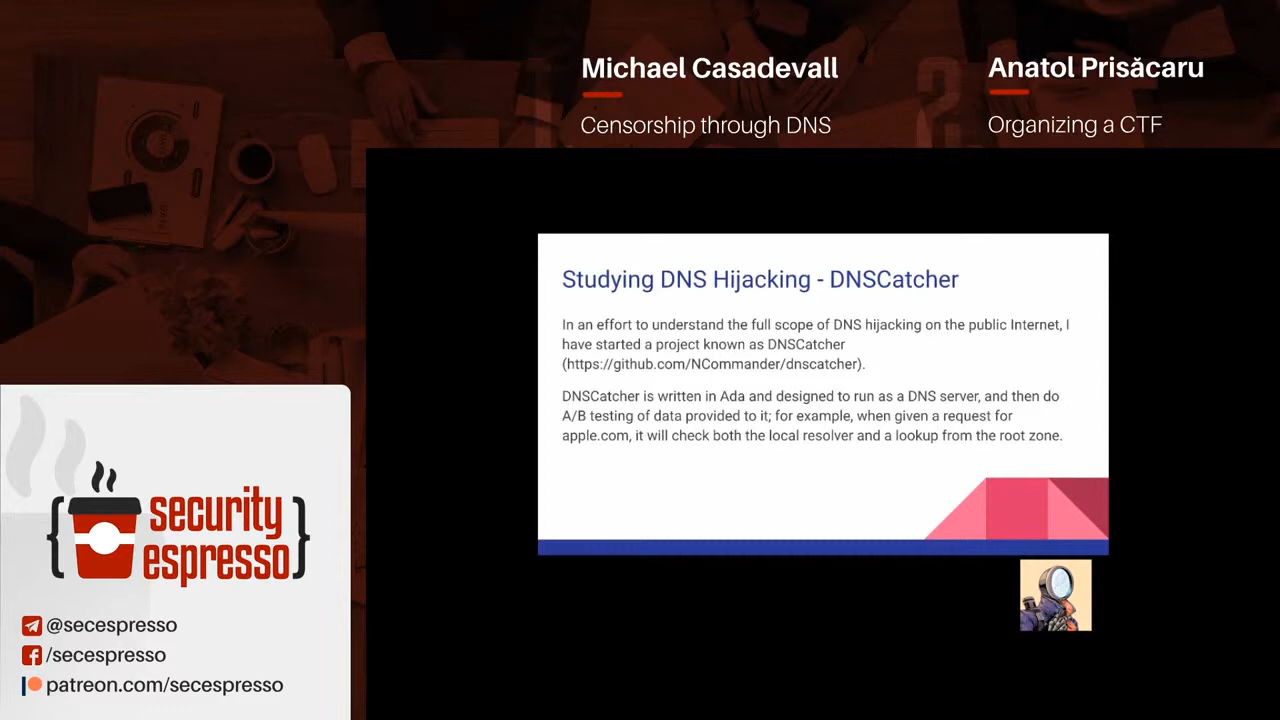 Michael Casadevall
Censorship through DNS
Anatol Prisăcaru
Organizing a CTF
Studying DNS Hijacking - DNSCatcher
In an effort to understand the full scope of DNS hijacking on the public Internet, I
have started a project known as DNSCatcher
(https://github.com/NCommander/dnscatcher).
DNSCatcher is written in Ada and designed to run as a DNS server, and then do
A/B testing of data provided to it; for example, when given a request for
apple.com, it will check both the local resolver and a lookup from the root zone.
{security
espresso}
@secespresso
/secespresso
patreon.com/secespresso
1
2